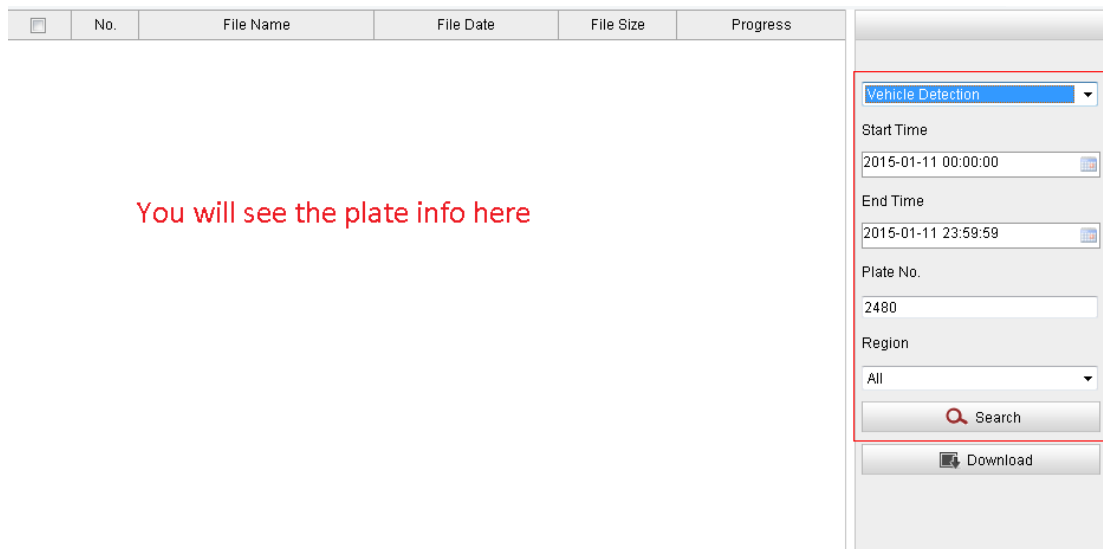 No. File Name File Date File Size Progress
You will see the plate info here
Vehicle Detection
Start Time
2015-01-11 00:00:00
End Time
2015-01-11 23:59:59
Plate No.
2480
Region
All
Search
Download